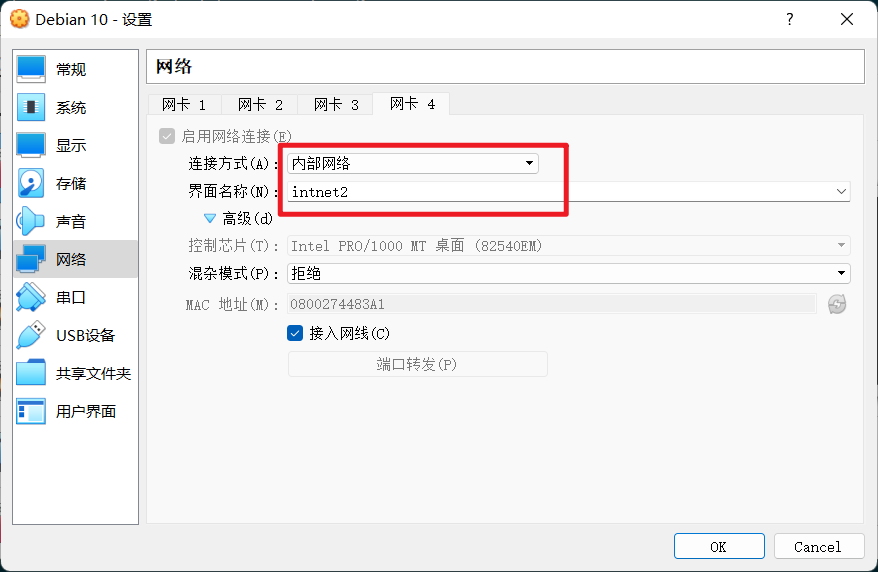 Debian 10 - 设置
?
常规
系统
显示
存储
声音
网络
串口
USB设备
共享文件夹
用户界面
网络
网卡 1 网卡 2 网卡 3 网卡 4
启用网络连接(E)
连接方式(A): 内部网络
界面名称(N): intnet2
高级(d)
控制芯片(T): Intel PRO/1000 MT 桌面 (82540EM)
混杂模式(P): 拒绝
MAC 地址(M): 0800274483A1
接入网线(C)
端口转发(P)
OK Cancel